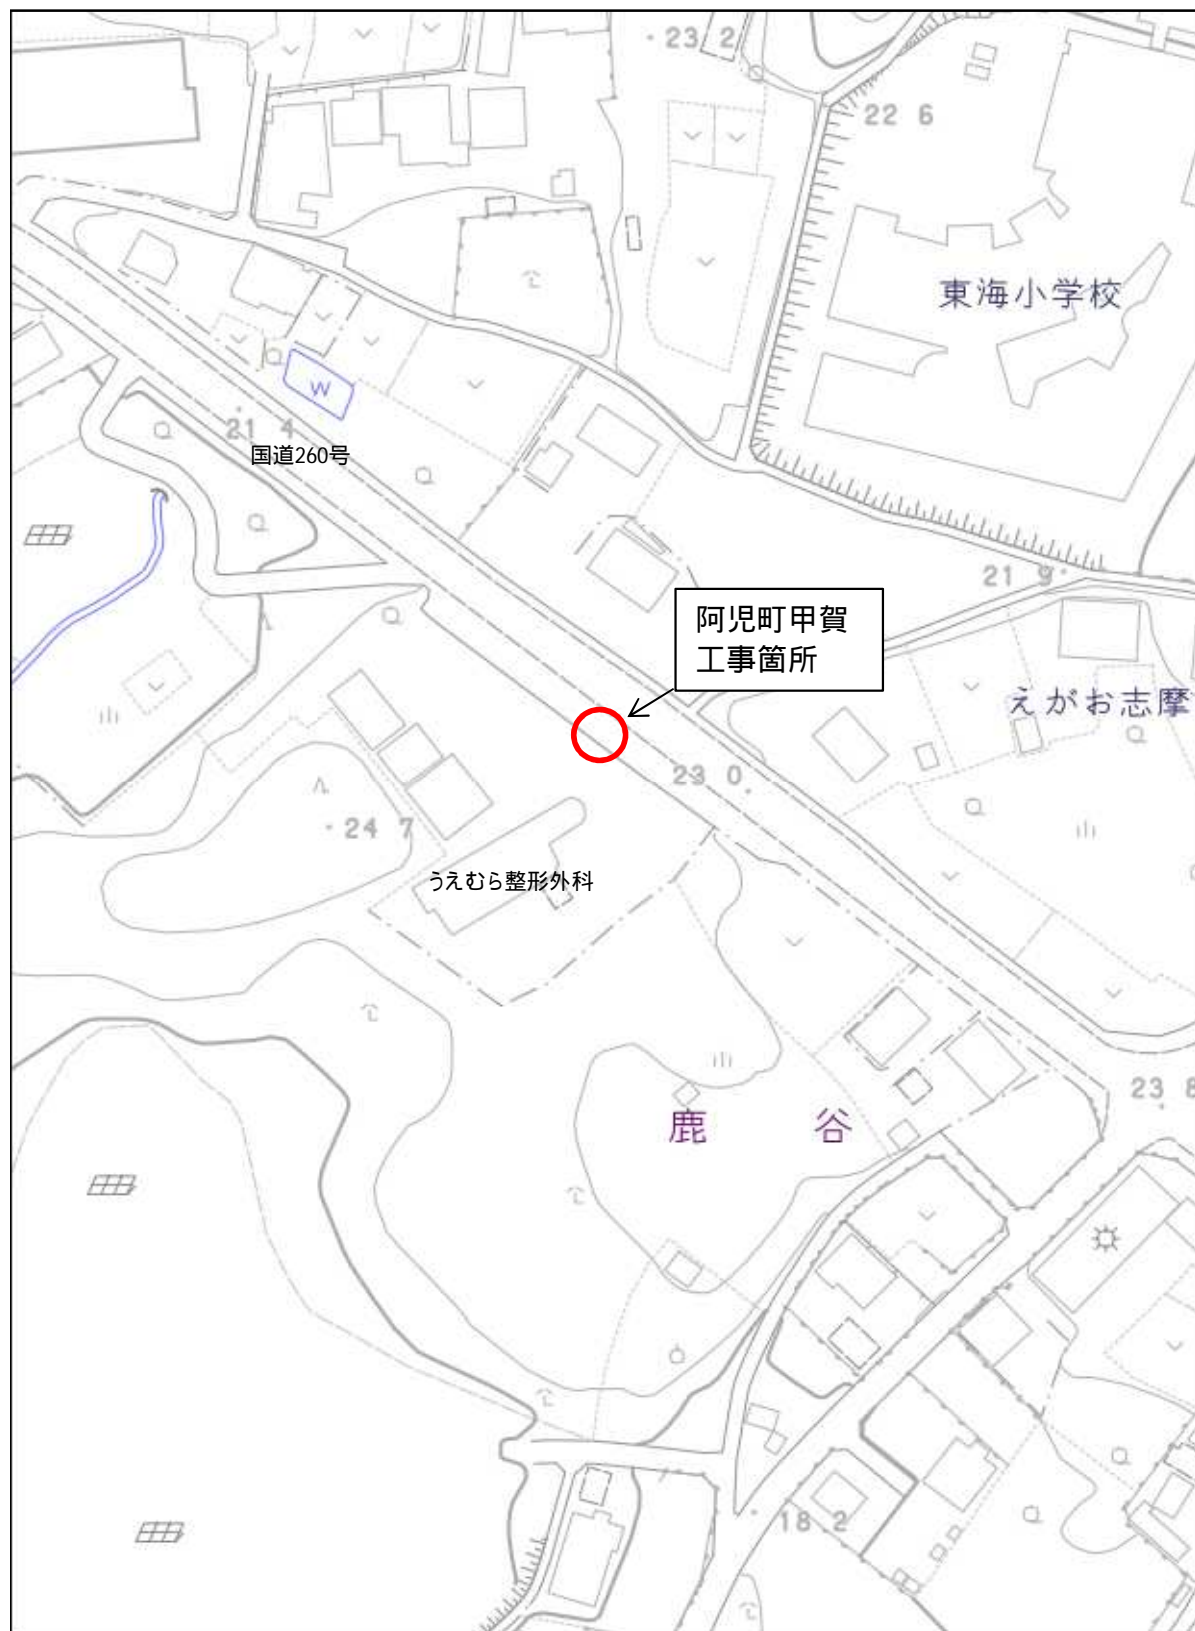 23 2
22 6
東海小学校
W
21 4
国道260号
21 9
阿児町甲賀
工事箇所
えがお志摩
23 0
24 7
うえむら整形外科
23 8
鹿 谷
18.2